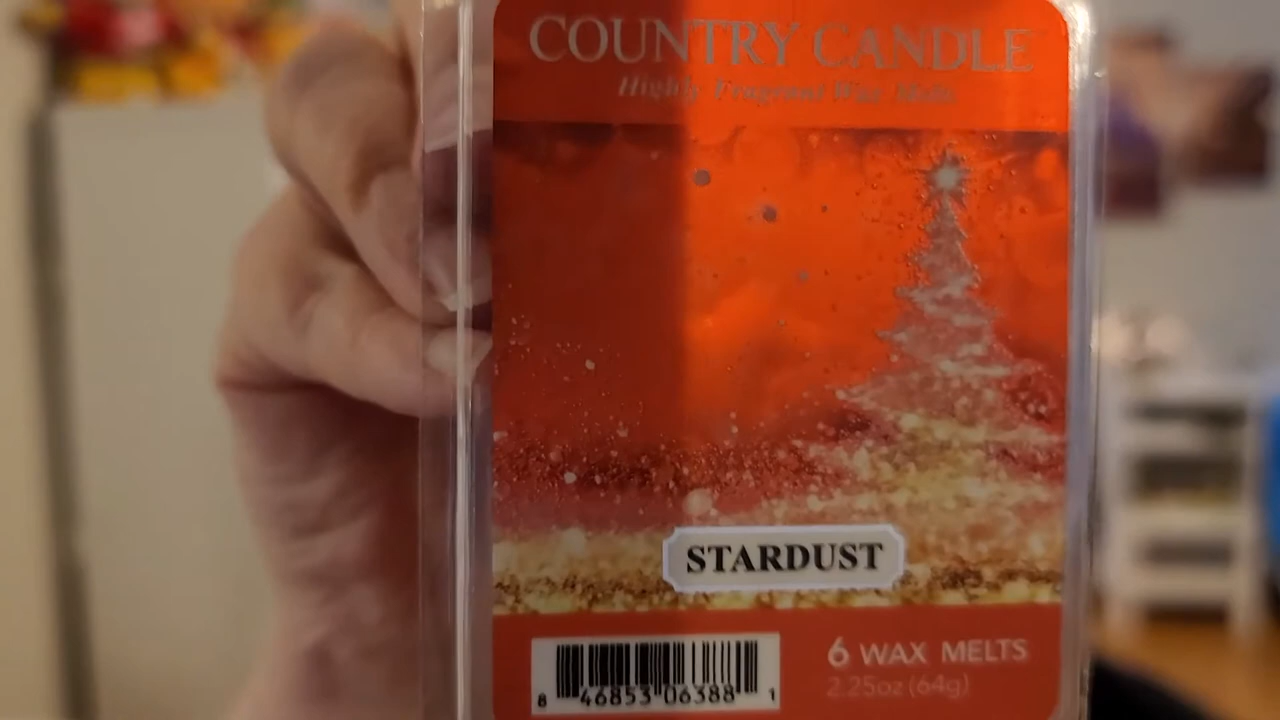 COUNTRY CANDLE
Highly Fragrant Wax Melts
STARDUST
6 WAX MELTS
2.25oz (64g)
8 46853 06388 1